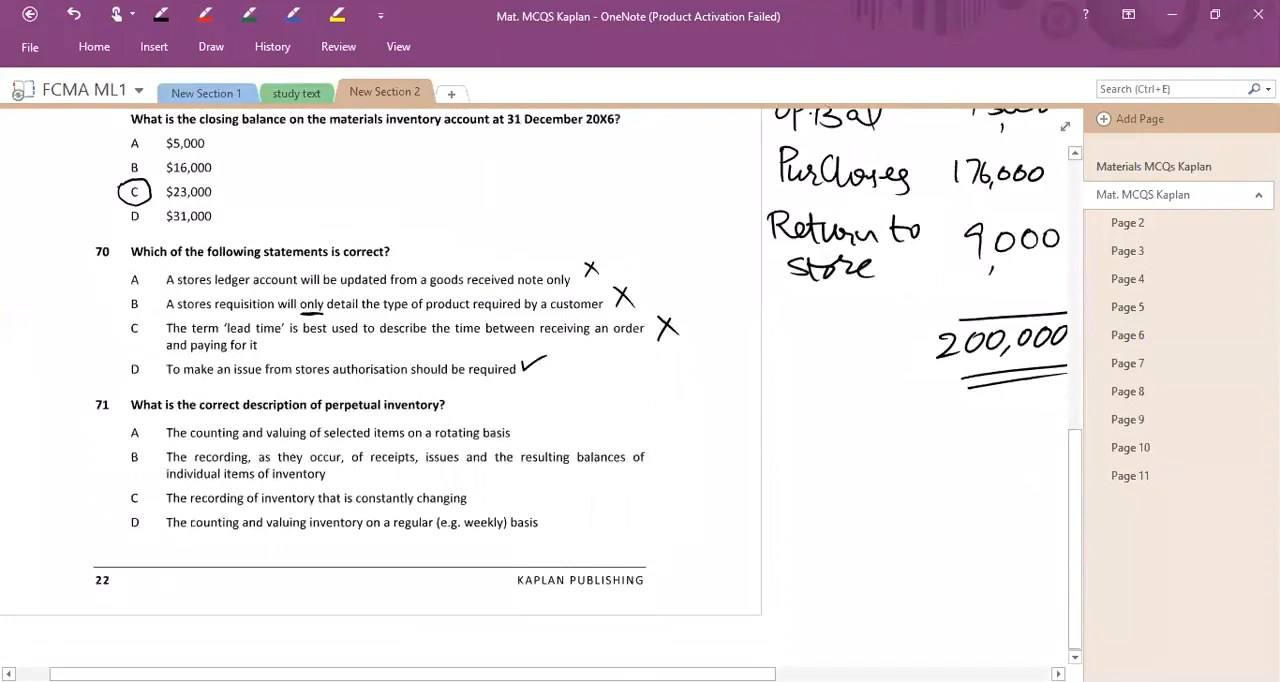 Mat. MCQS Kaplan - OneNote (Product Activation Failed)
?
File Home Insert Draw History Review View
FCMA ML1 New Section 1 study text New Section 2 +
Search (Ctrl+E)
What is the closing balance on the materials inventory account at 31 December 20X6?
A $5,000
B $16,000
C $23,000
D $31,000
70 Which of the following statements is correct?
A A stores ledger account will be updated from a goods received note only
B A stores requisition will only detail the type of product required by a customer
C The term ‘lead time’ is best used to describe the time between receiving an order
and paying for it
D To make an issue from stores authorisation should be required
71 What is the correct description of perpetual inventory?
A The counting and valuing of selected items on a rotating basis
B The recording, as they occur, of receipts, issues and the resulting balances of
individual items of inventory
C The recording of inventory that is constantly changing
D The counting and valuing inventory on a regular (e.g. weekly) basis
22 KAPLAN PUBLISHING
Op.Bal
Purchases 176,000
Return to 9,000
store
200,000
Add Page
Materials MCQs Kaplan
Mat. MCQS Kaplan
Page 2
Page 3
Page 4
Page 5
Page 6
Page 7
Page 8
Page 9
Page 10
Page 11